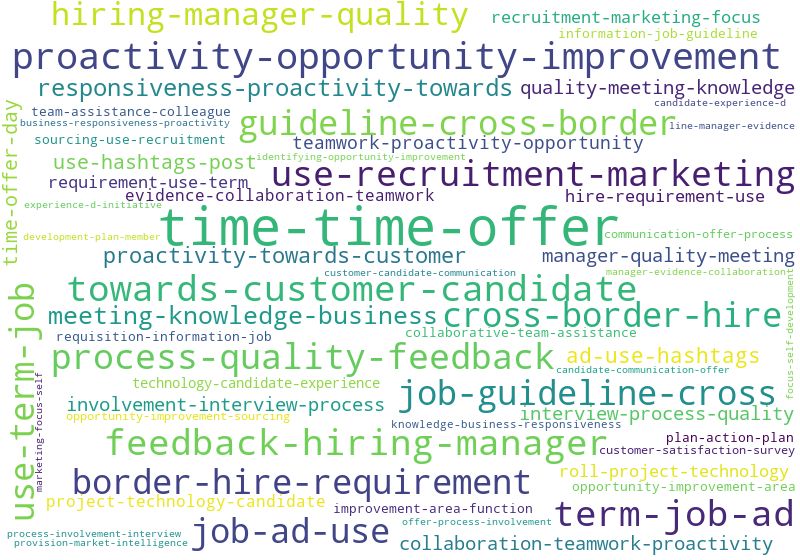 hiring-manager-quality
recruitment-marketing-focus
information-job-guideline
proactivity-opportunity-improvement
responsiveness-proactivity-towards
quality-meeting-knowledge
candidate-experience-d
time-offer-day
team-assistance-colleague
guideline-cross-border
business-responsiveness-proactivity
line-manager-evidence
sourcing-use-recruitment
teamwork-proactivity-opportunity
use-hashtags-post
identifying-opportunity-improvement
use-recruitment-marketing
requirement-use-term
evidence-collaboration-teamwork
hire-requirement-use
experience-d-initiative
time-time-offer
development-plan-member
communication-offer-process
proactivity-towards-customer
manager-quality-meeting
customer-candidate-communication
manager-evidence-collaboration
focus-self-development
towards-customer-candidate
use-term-job
meeting-knowledge-business
cross-border-hire
requisition-information-job
collaborative-team-assistance
process-quality-feedback
ad-use-hashtags
candidate-communication-offer
technology-candidate-experience
marketing-focus-self
job-guideline-cross
involvement-interview-process
opportunity-improvement-sourcing
interview-process-quality
knowledge-business-responsiveness
feedback-hiring-manager
plan-action-plan
customer-satisfaction-survey
border-hire-requirement
roll-project-technology
opportunity-improvement-area
project-technology-candidate
improvement-area-function
term-job-ad
job-ad-use
offer-process-involvement
process-involvement-interview
provision-market-intelligence
collaboration-teamwork-proactivity